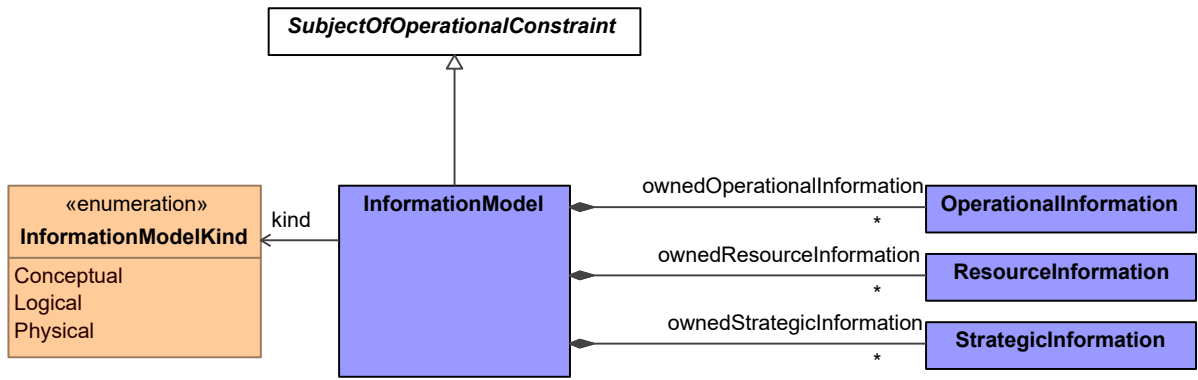 SubjectOfOperationalConstraint
«enumeration»
InformationModelKind
Conceptual
Logical
Physical
kind
InformationModel
ownedOperationalInformation
*
OperationalInformation
ownedResourceInformation
*
ResourceInformation
ownedStrategicInformation
*
StrategicInformation